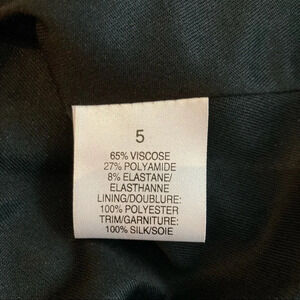 5
65% VISCOSE
27% POLYAMIDE
8% ELASTANE/
ELASTHANNE
LINING/DOUBLURE:
100% POLYESTER
TRIM/GARNITURE:
100% SILK/SOIE